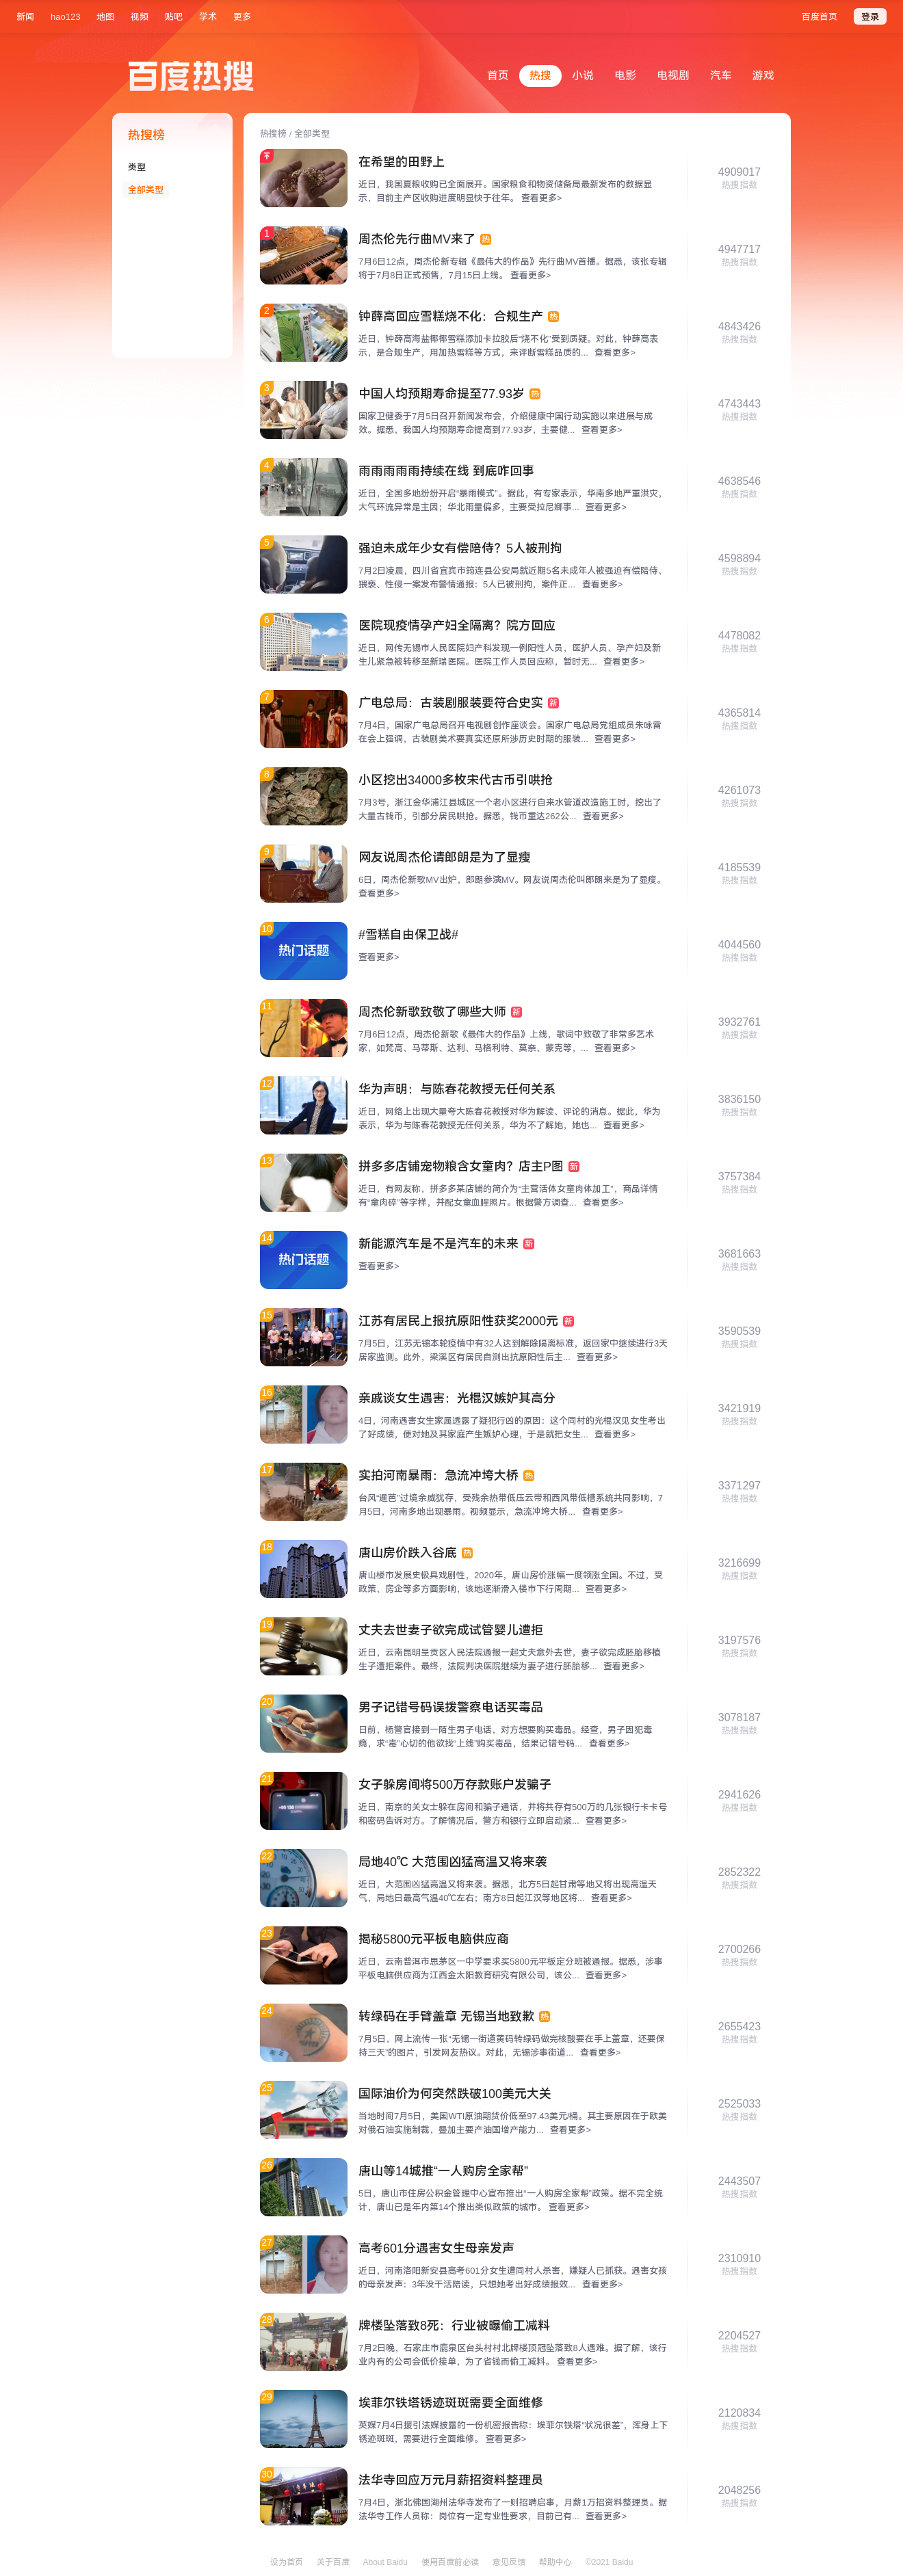 新闻 hao123 地图 视频 贴吧 学术 更多 百度首页 登录
百度热搜 首页 热搜 小说 电影 电视剧 汽车 游戏
热搜榜
类型
全部类型
热搜榜 / 全部类型
在希望的田野上
近日，我国夏粮收购已全面展开。国家粮食和物资储备局最新发布的数据显
示，目前主产区收购进度明显快于往年。 查看更多>
4909017
热搜指数
1
周杰伦先行曲MV来了 热
7月6日12点，周杰伦新专辑《最伟大的作品》先行曲MV首播。据悉，该张专辑
将于7月8日正式预售，7月15日上线。 查看更多>
4947717
热搜指数
2
钟薛高回应雪糕烧不化：合规生产 热
近日，钟薛高海盐椰椰雪糕添加卡拉胶后“烧不化”受到质疑。对此，钟薛高表
示，是合规生产，用加热雪糕等方式，来评断雪糕品质的... 查看更多>
4843426
热搜指数
3
中国人均预期寿命提至77.93岁 热
国家卫健委于7月5日召开新闻发布会，介绍健康中国行动实施以来进展与成
效。据悉，我国人均预期寿命提高到77.93岁，主要健... 查看更多>
4743443
热搜指数
4
雨雨雨雨雨持续在线 到底咋回事
近日，全国多地纷纷开启“暴雨模式”。据此，有专家表示，华南多地严重洪灾，
大气环流异常是主因；华北雨量偏多，主要受拉尼娜事... 查看更多>
4638546
热搜指数
5
强迫未成年少女有偿陪侍？5人被刑拘
7月2日凌晨，四川省宜宾市筠连县公安局就近期5名未成年人被强迫有偿陪侍、
猥亵、性侵一案发布警情通报：5人已被刑拘，案件正... 查看更多>
4598894
热搜指数
6
医院现疫情孕产妇全隔离？院方回应
近日，网传无锡市人民医院妇产科发现一例阳性人员，医护人员、孕产妇及新
生儿紧急被转移至新瑞医院。医院工作人员回应称，暂时无... 查看更多>
4478082
热搜指数
7
广电总局：古装剧服装要符合史实 新
7月4日，国家广电总局召开电视剧创作座谈会。国家广电总局党组成员朱咏雷
在会上强调，古装剧美术要真实还原所涉历史时期的服装... 查看更多>
4365814
热搜指数
8
小区挖出34000多枚宋代古币引哄抢
7月3号，浙江金华浦江县城区一个老小区进行自来水管道改造施工时，挖出了
大量古钱币，引部分居民哄抢。据悉，钱币重达262公... 查看更多>
4261073
热搜指数
9
网友说周杰伦请郎朗是为了显瘦
6日，周杰伦新歌MV出炉，郎朗参演MV。网友说周杰伦叫郎朗来是为了显瘦。
查看更多>
4185539
热搜指数
10
热门话题
#雪糕自由保卫战#
查看更多>
4044560
热搜指数
11
周杰伦新歌致敬了哪些大师 新
7月6日12点，周杰伦新歌《最伟大的作品》上线，歌词中致敬了非常多艺术
家，如梵高、马蒂斯、达利、马格利特、莫奈、蒙克等，... 查看更多>
3932761
热搜指数
12
华为声明：与陈春花教授无任何关系
近日，网络上出现大量夸大陈春花教授对华为解读、评论的消息。据此，华为
表示，华为与陈春花教授无任何关系，华为不了解她，她也... 查看更多>
3836150
热搜指数
13
拼多多店铺宠物粮含女童肉？店主P图 新
近日，有网友称，拼多多某店铺的简介为“主营活体女童肉体加工”，商品详情
有“童肉碎”等字样，并配女童血腥照片。根据警方调查... 查看更多>
3757384
热搜指数
14
热门话题
新能源汽车是不是汽车的未来 新
查看更多>
3681663
热搜指数
15
江苏有居民上报抗原阳性获奖2000元 新
7月5日，江苏无锡本轮疫情中有32人达到解除隔离标准，返回家中继续进行3天
居家监测。此外，梁溪区有居民自测出抗原阳性后主... 查看更多>
3590539
热搜指数
16
亲戚谈女生遇害：光棍汉嫉妒其高分
4日，河南遇害女生家属透露了疑犯行凶的原因：这个同村的光棍汉见女生考出
了好成绩，便对她及其家庭产生嫉妒心理，于是就把女生... 查看更多>
3421919
热搜指数
17
实拍河南暴雨：急流冲垮大桥 热
台风“暹芭”过境余威犹存，受残余热带低压云带和西风带低槽系统共同影响，7
月5日，河南多地出现暴雨。视频显示，急流冲垮大桥... 查看更多>
3371297
热搜指数
18
唐山房价跌入谷底 热
唐山楼市发展史极具戏剧性，2020年，唐山房价涨幅一度领涨全国。不过，受
政策、房企等多方面影响，该地逐渐滑入楼市下行周期... 查看更多>
3216699
热搜指数
19
丈夫去世妻子欲完成试管婴儿遭拒
近日，云南昆明呈贡区人民法院通报一起丈夫意外去世，妻子欲完成胚胎移植
生子遭拒案件。最终，法院判决医院继续为妻子进行胚胎移... 查看更多>
3197576
热搜指数
20
男子记错号码误拨警察电话买毒品
日前，杨警官接到一陌生男子电话，对方想要购买毒品。经查，男子因犯毒
瘾，求“毒”心切的他欲找“上线”购买毒品，结果记错号码... 查看更多>
3078187
热搜指数
21
女子躲房间将500万存款账户发骗子
近日，南京的关女士躲在房间和骗子通话，并将共存有500万的几张银行卡卡号
和密码告诉对方。了解情况后，警方和银行立即启动紧... 查看更多>
2941626
热搜指数
22
局地40℃ 大范围凶猛高温又将来袭
近日，大范围凶猛高温又将来袭。据悉，北方5日起甘肃等地又将出现高温天
气，局地日最高气温40℃左右；南方8日起江汉等地区将... 查看更多>
2852322
热搜指数
23
揭秘5800元平板电脑供应商
近日，云南普洱市思茅区一中学要求买5800元平板定分班被通报。据悉，涉事
平板电脑供应商为江西金太阳教育研究有限公司，该公... 查看更多>
2700266
热搜指数
24
转绿码在手臂盖章 无锡当地致歉 热
7月5日，网上流传一张“无锡一街道黄码转绿码做完核酸要在手上盖章，还要保
持三天”的图片，引发网友热议。对此，无锡涉事街道... 查看更多>
2655423
热搜指数
25
国际油价为何突然跌破100美元大关
当地时间7月5日，美国WTI原油期货价低至97.43美元/桶。其主要原因在于欧美
对俄石油实施制裁，叠加主要产油国增产能力... 查看更多>
2525033
热搜指数
26
唐山等14城推“一人购房全家帮”
5日，唐山市住房公积金管理中心宣布推出“一人购房全家帮”政策。据不完全统
计，唐山已是年内第14个推出类似政策的城市。 查看更多>
2443507
热搜指数
27
高考601分遇害女生母亲发声
近日，河南洛阳新安县高考601分女生遭同村人杀害，嫌疑人已抓获。遇害女孩
的母亲发声：3年没干活陪读，只想她考出好成绩报效... 查看更多>
2310910
热搜指数
28
牌楼坠落致8死：行业被曝偷工减料
7月2日晚，石家庄市鹿泉区台头村村北牌楼顶冠坠落致8人遇难。据了解，该行
业内有的公司会低价接单，为了省钱而偷工减料。 查看更多>
2204527
热搜指数
29
埃菲尔铁塔锈迹斑斑需要全面维修
英媒7月4日援引法媒披露的一份机密报告称：埃菲尔铁塔“状况很差”，浑身上下
锈迹斑斑，需要进行全面维修。 查看更多>
2120834
热搜指数
30
法华寺回应万元月薪招资料整理员
7月4日，浙北佛国湖州法华寺发布了一则招聘启事，月薪1万招资料整理员。据
法华寺工作人员称：岗位有一定专业性要求，目前已有... 查看更多>
2048256
热搜指数
设为首页 关于百度 About Baidu 使用百度前必读 意见反馈 帮助中心 ©2021 Baidu